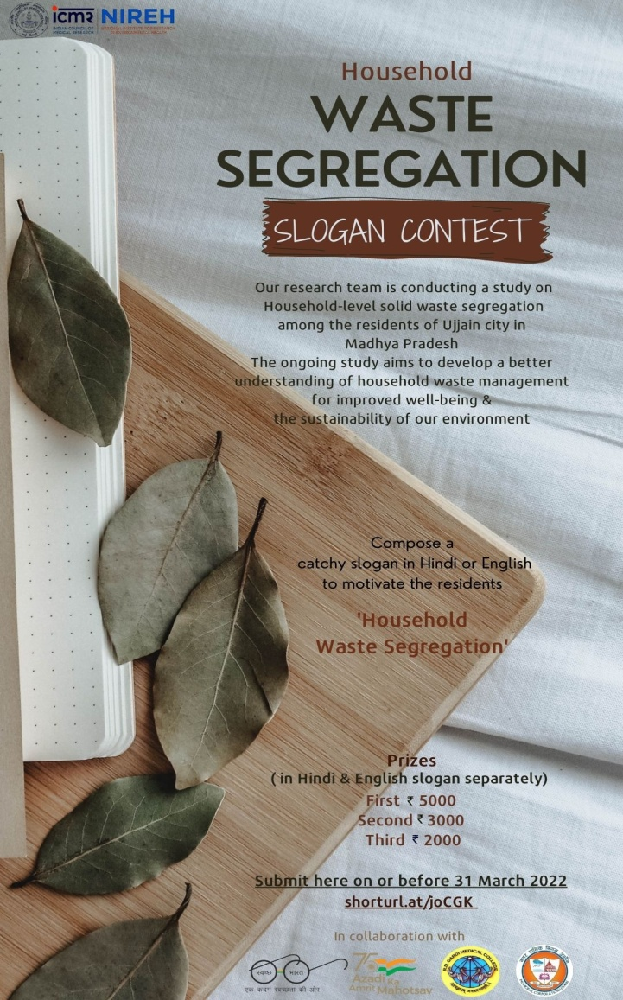 icmr NIREH
INDIAN COUNCIL OF
MEDICAL RESEARCH
Household
WASTE
SEGREGATION
SLOGAN CONTEST
Our research team is conducting a study on
Household-level solid waste segregation
among the residents of Ujjain city in
Madhya Pradesh
The ongoing study aims to develop a better
understanding of household waste management
for improved well-being &
the sustainability of our environment
Compose a
catchy slogan in Hindi or English
to motivate the residents
'Household
Waste Segregation'
Prizes
( in Hindi & English slogan separately)
First ₹ 5000
Second ₹ 3000
Third ₹ 2000
Submit here on or before 31 March 2022
shorturl.at/joCGK
In collaboration with
स्वच्छ भारत
एक कदम स्वच्छता की ओर
75
Azadi Ka
Amrit Mahotsav
R.D. GARDI MEDICAL COLLEGE